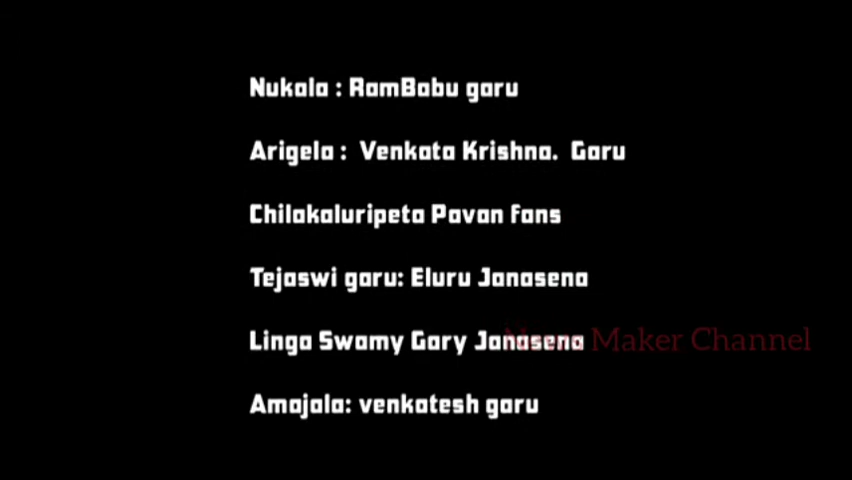 Nukala : RamBabu garu
Arigela : Venkata Krishna. Garu
Chilakaluripeta Pavan fans
Tejaswi garu: Eluru Janasena
Linga Swamy Gary Janasena
Maker Channel
Amajala: venkatesh garu